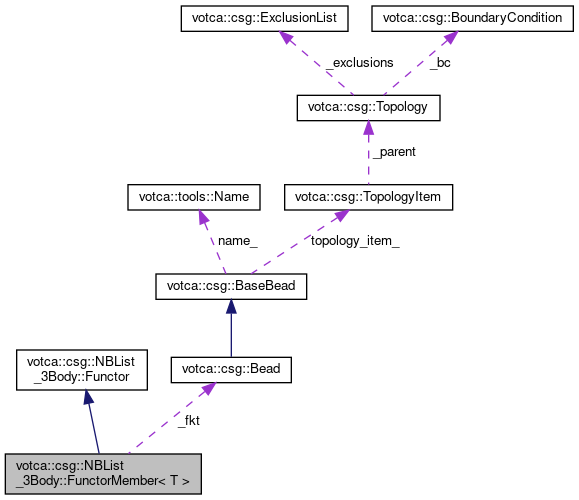 votca::csg::ExclusionList
votca::csg::BoundaryCondition
_exclusions
_bc
votca::csg::Topology
_parent
votca::tools::Name
votca::csg::TopologyItem
name_
topology_item_
votca::csg::BaseBead
votca::csg::NBList
_3Body::Functor
votca::csg::Bead
_fkt
votca::csg::NBList
_3Body::FunctorMember< T >